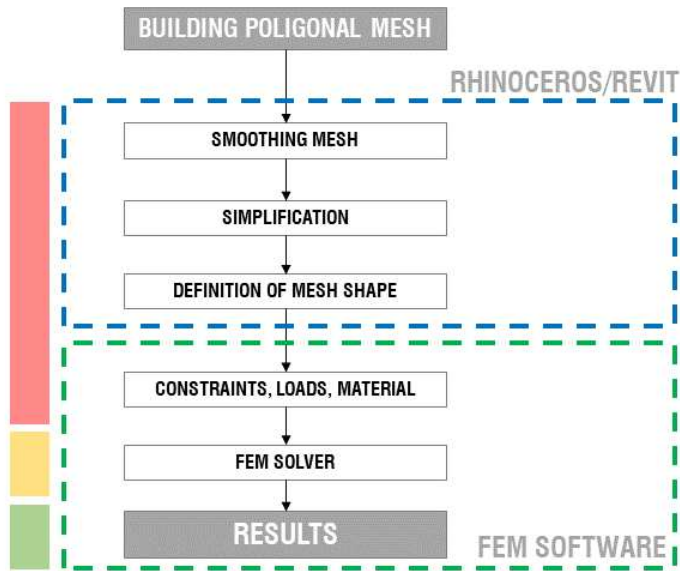 BUILDING POLIGONAL MESH
RHINOCEROS/REVIT
SMOOTHING MESH
SIMPLIFICATION
DEFINITION OF MESH SHAPE
CONSTRAINTS, LOADS, MATERIAL
FEM SOLVER
RESULTS
FEM SOFTWARE